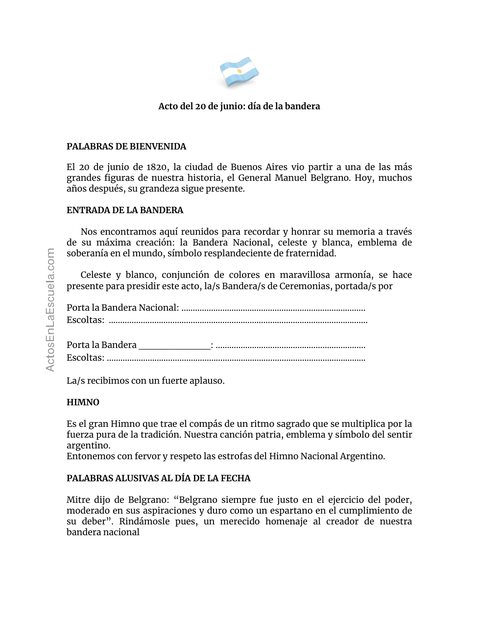 Acto del 20 de junio: día de la bandera
PALABRAS DE BIENVENIDA
El 20 de junio de 1820, la ciudad de Buenos Aires vio partir a una de las más
grandes figuras de nuestra historia, el General Manuel Belgrano. Hoy, muchos
años después, su grandeza sigue presente.
ENTRADA DE LA BANDERA
Nos encontramos aquí reunidos para recordar y honrar su memoria a través
de su máxima creación: la Bandera Nacional, celeste y blanca, emblema de
soberanía en el mundo, símbolo resplandeciente de fraternidad.
Celeste y blanco, conjunción de colores en maravillosa armonía, se hace
presente para presidir este acto, la/s Bandera/s de Ceremonias, portada/s por
Porta la Bandera Nacional: ..................................................................................
Escoltas: ...................................................................................................................
Porta la Bandera ______________: ..................................................................
Escoltas: ...................................................................................................................
La/s recibimos con un fuerte aplauso.
HIMNO
Es el gran Himno que trae el compás de un ritmo sagrado que se multiplica por la
fuerza pura de la tradición. Nuestra canción patria, emblema y símbolo del sentir
argentino.
Entonemos con fervor y respeto las estrofas del Himno Nacional Argentino.
PALABRAS ALUSIVAS AL DÍA DE LA FECHA
Mitre dijo de Belgrano: “Belgrano siempre fue justo en el ejercicio del poder,
moderado en sus aspiraciones y duro como un espartano en el cumplimiento de
su deber”. Rindámosle pues, un merecido homenaje al creador de nuestra
bandera nacional
ActosEnLaEscuela.com